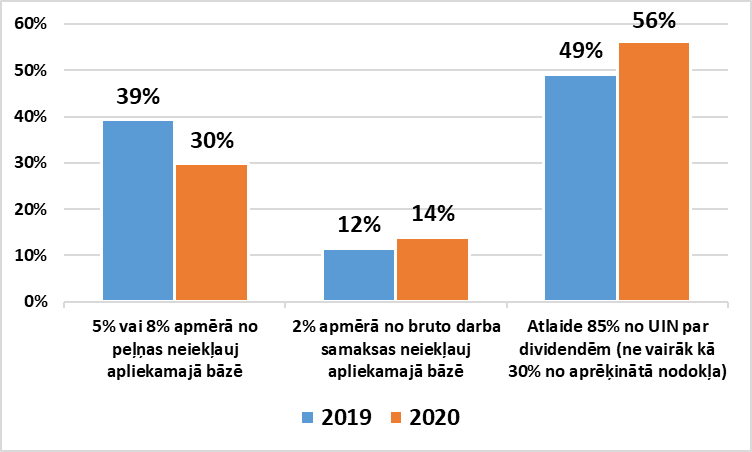 60%
50%
40%
30%
20%
10%
0%
39%
30%
12%
14%
49%
56%
5% vai 8% apmērā no
peļņas neiekļauj
apliekamajā bāzē
2% apmērā no bruto darba
samaksas neiekļauj
apliekamajā bāzē
Atlaide 85% no UIN par
dividendēm (ne vairāk kā
30% no aprēķinātā nodokļa)
2019
2020